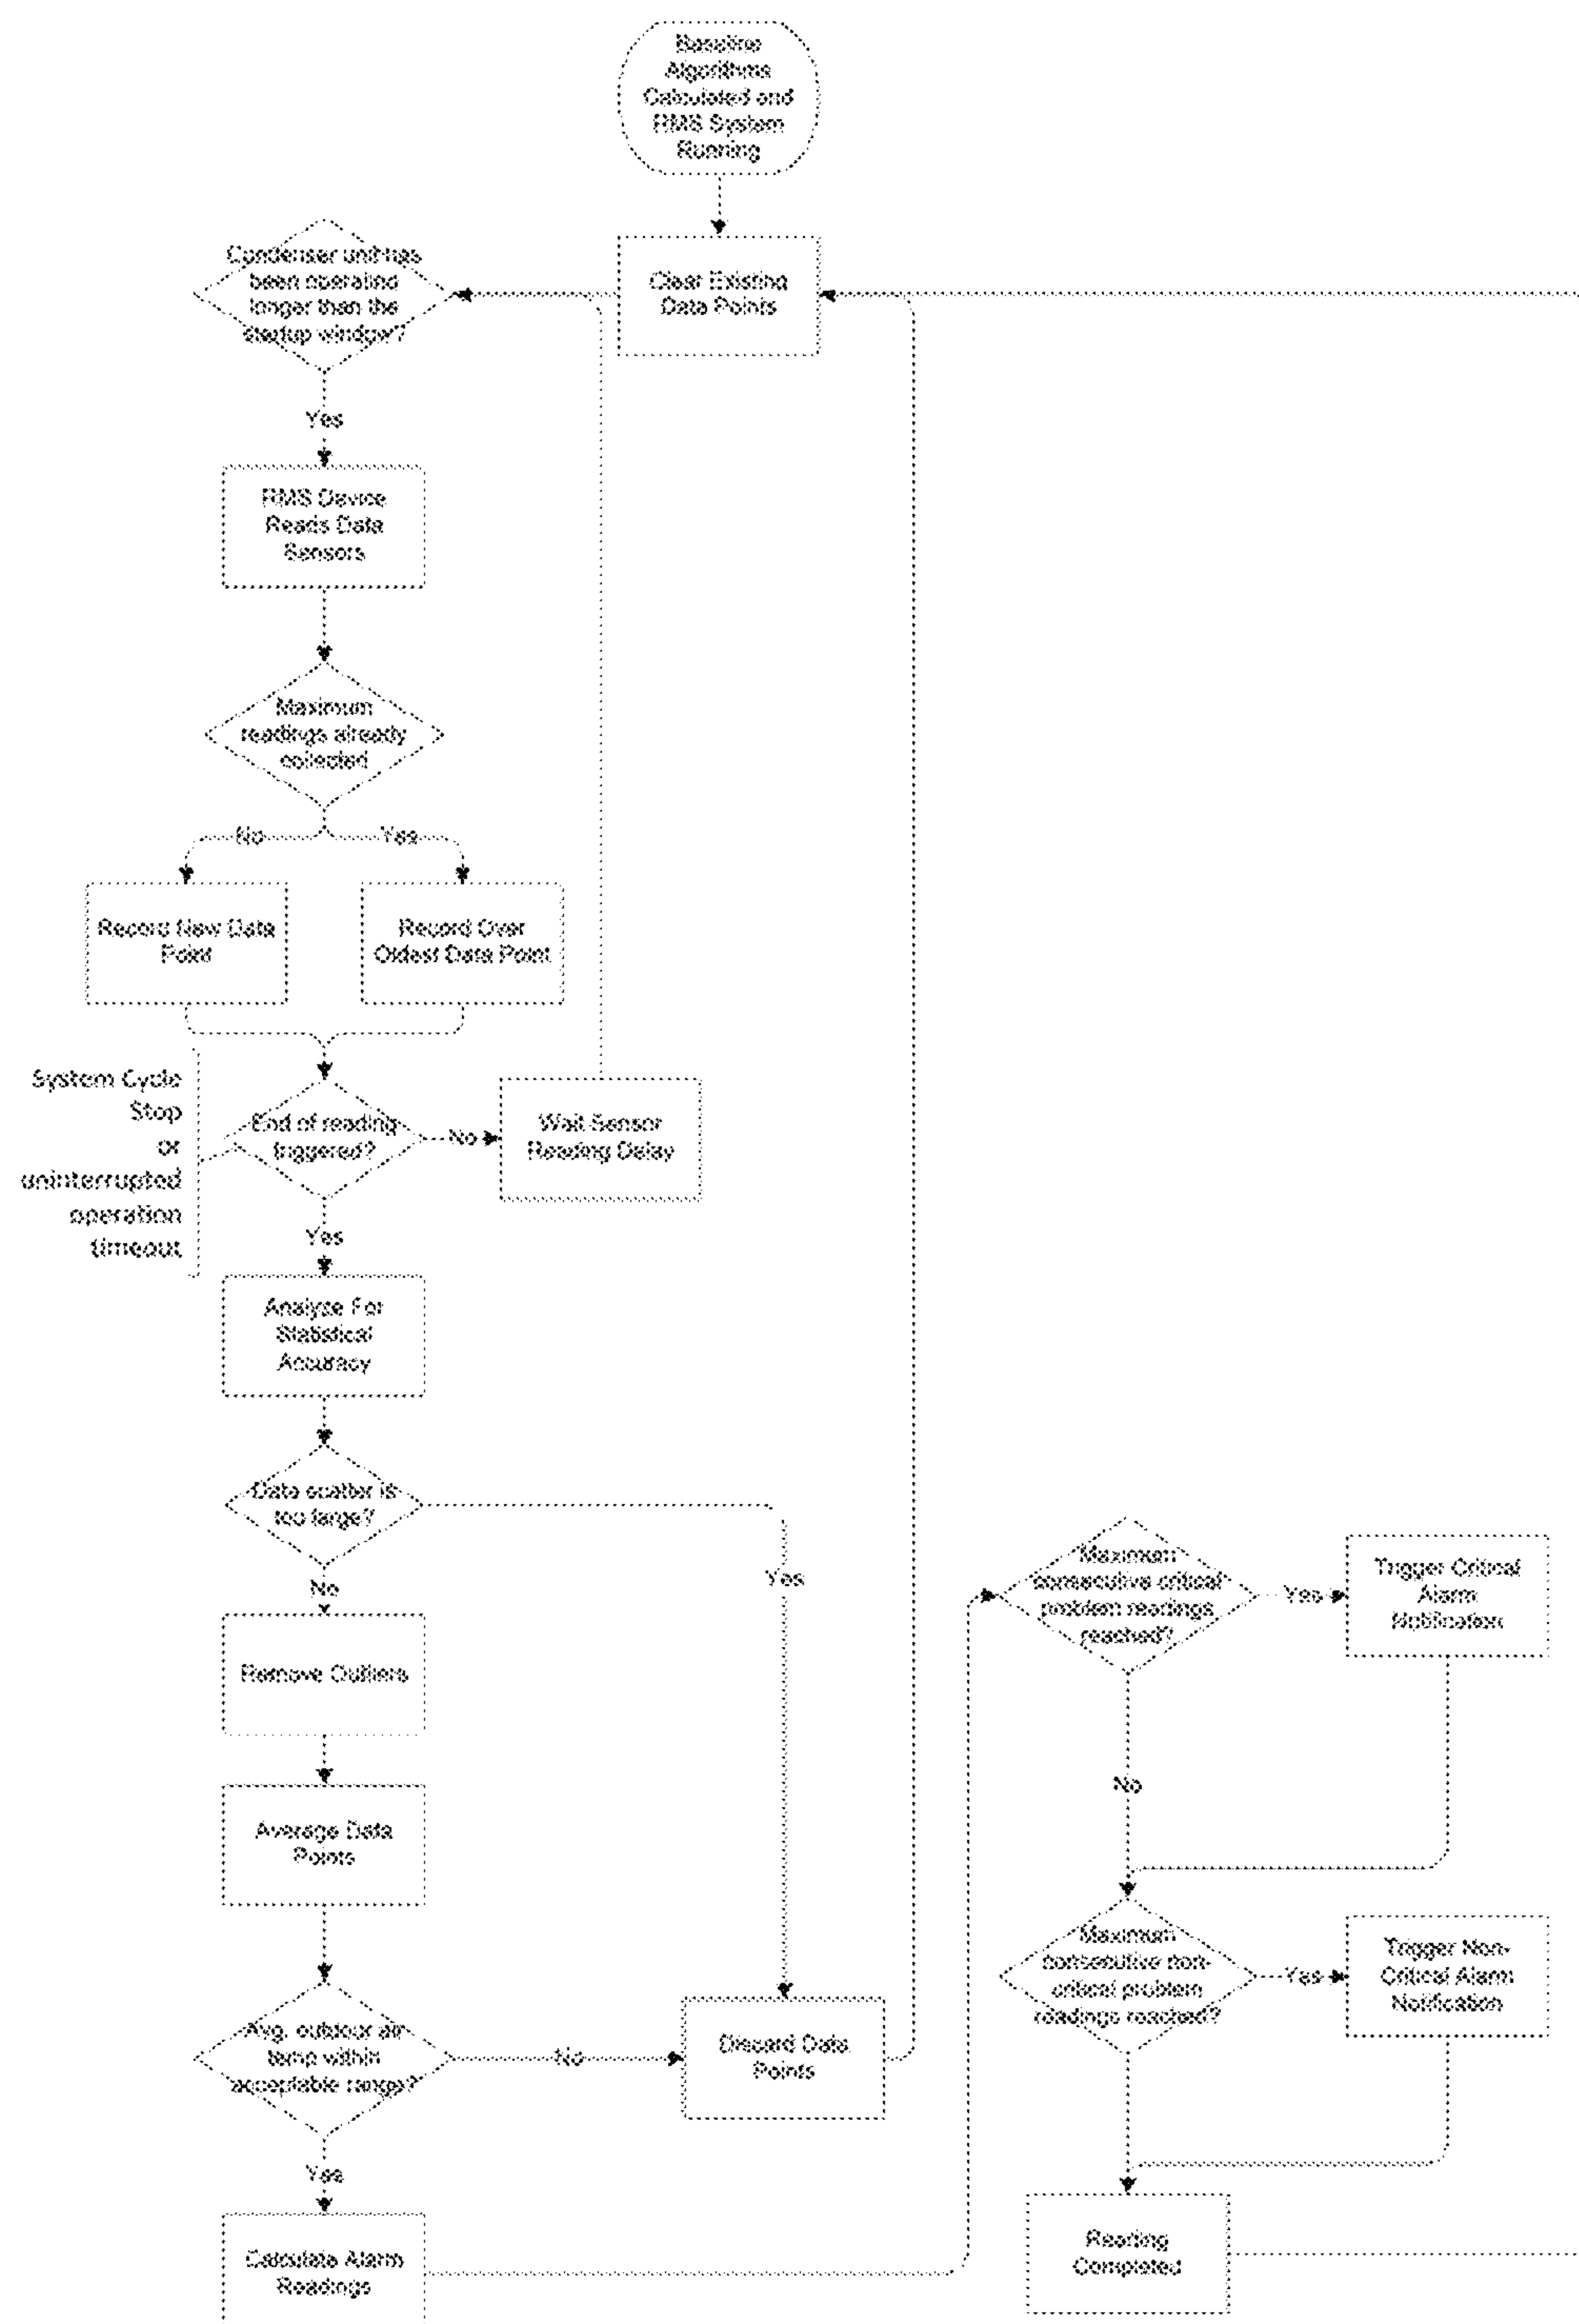 Baseline
Algorithms
Calculated and
RMS System
Running
Condenser unit has
been operating
longer than the
startup window?
Clear Existing
Data Points
Yes
RMS Device
Reads Data
Sensors
Maximum
readings already
collected
No
Yes
Record New Data
Point
Record Over
Oldest Data Point
System Cycle
Stop
or
uninterrupted
operation
timeout
End of reading
triggered?
No
Wait Sensor
Reading Delay
Yes
Analyze For
Statistical
Accuracy
Data scatter is
too large?
Yes
No
Remove Outliers
Average Data
Points
Avg. outdoor air
temp within
acceptable range?
No
Discard Data
Points
Yes
Calculate Alarm
Readings
Maximum
consecutive critical
problem readings
reached?
Yes
Trigger Critical
Alarm
Notification
No
Maximum
consecutive non-
critical problem
readings reached?
Yes
Trigger Non-
Critical Alarm
Notification
Reading
Completed